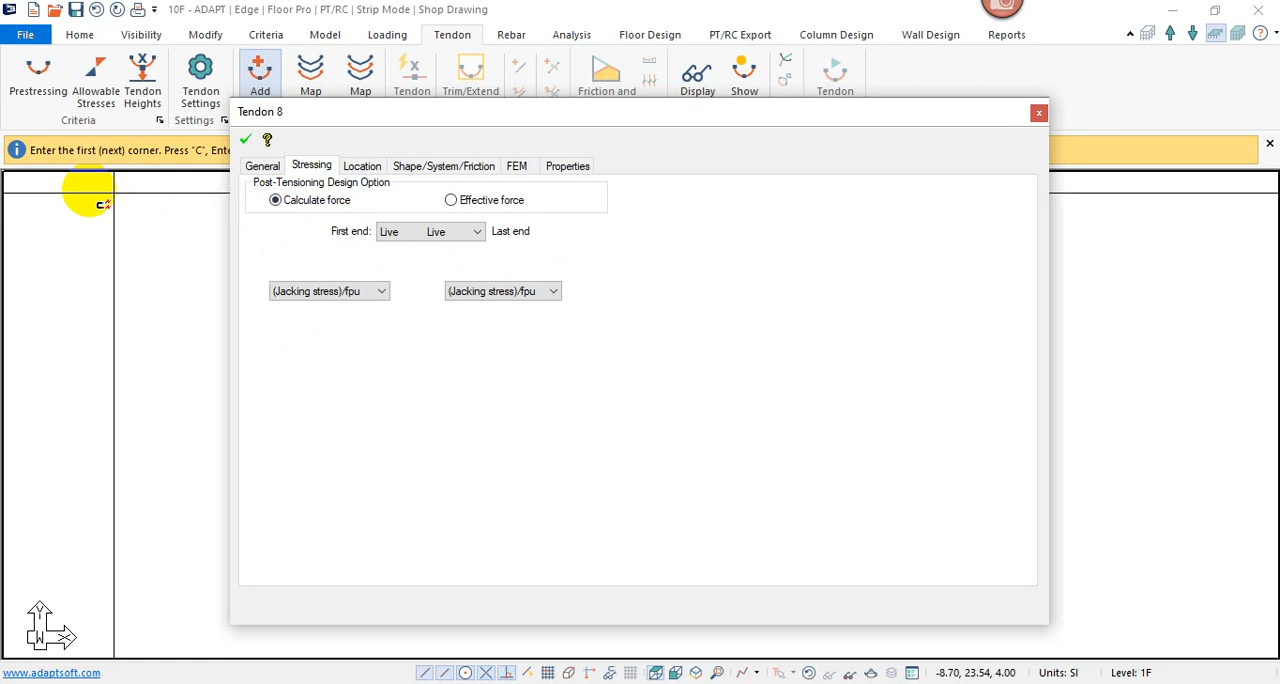 10F - ADAPT | Edge | Floor Pro | PT/RC | Strip Mode | Shop Drawing
File Home Visibility Modify Criteria Model Loading Tendon Rebar Analysis Floor Design PT/RC Export Column Design Wall Design Reports
Prestressing Allowable Stresses Tendon Heights Tendon Settings Add Map Map Tendon Trim/Extend Friction and Display Show Tendon
Criteria Settings
Tendon 8
Enter the first (next) corner. Press "C", Ente
General Stressing Location Shape/System/Friction FEM Properties
Post-Tensioning Design Option
Calculate force Effective force
First end: Live Live Last end
(Jacking stress)/fpu (Jacking stress)/fpu
Y
W X
www.adaptsoft.com -8.70, 23.54, 4.00 Units: SI Level: 1F